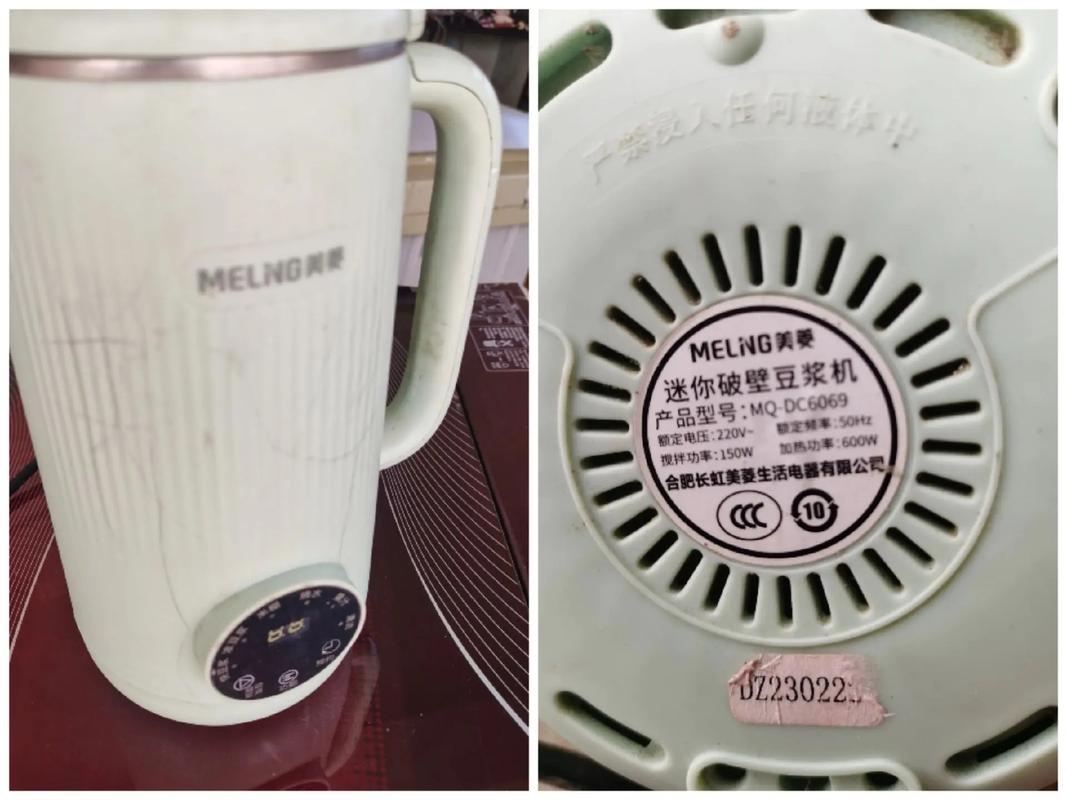 MELING美菱
严禁浸入任何液体中
MELING美菱
迷你破壁豆浆机
产品型号：MQ-DC6069
额定电压：220V~ 额定频率：50Hz
搅拌功率：150W 加热功率：600W
合肥长虹美菱生活电器有限公司
CCC
10